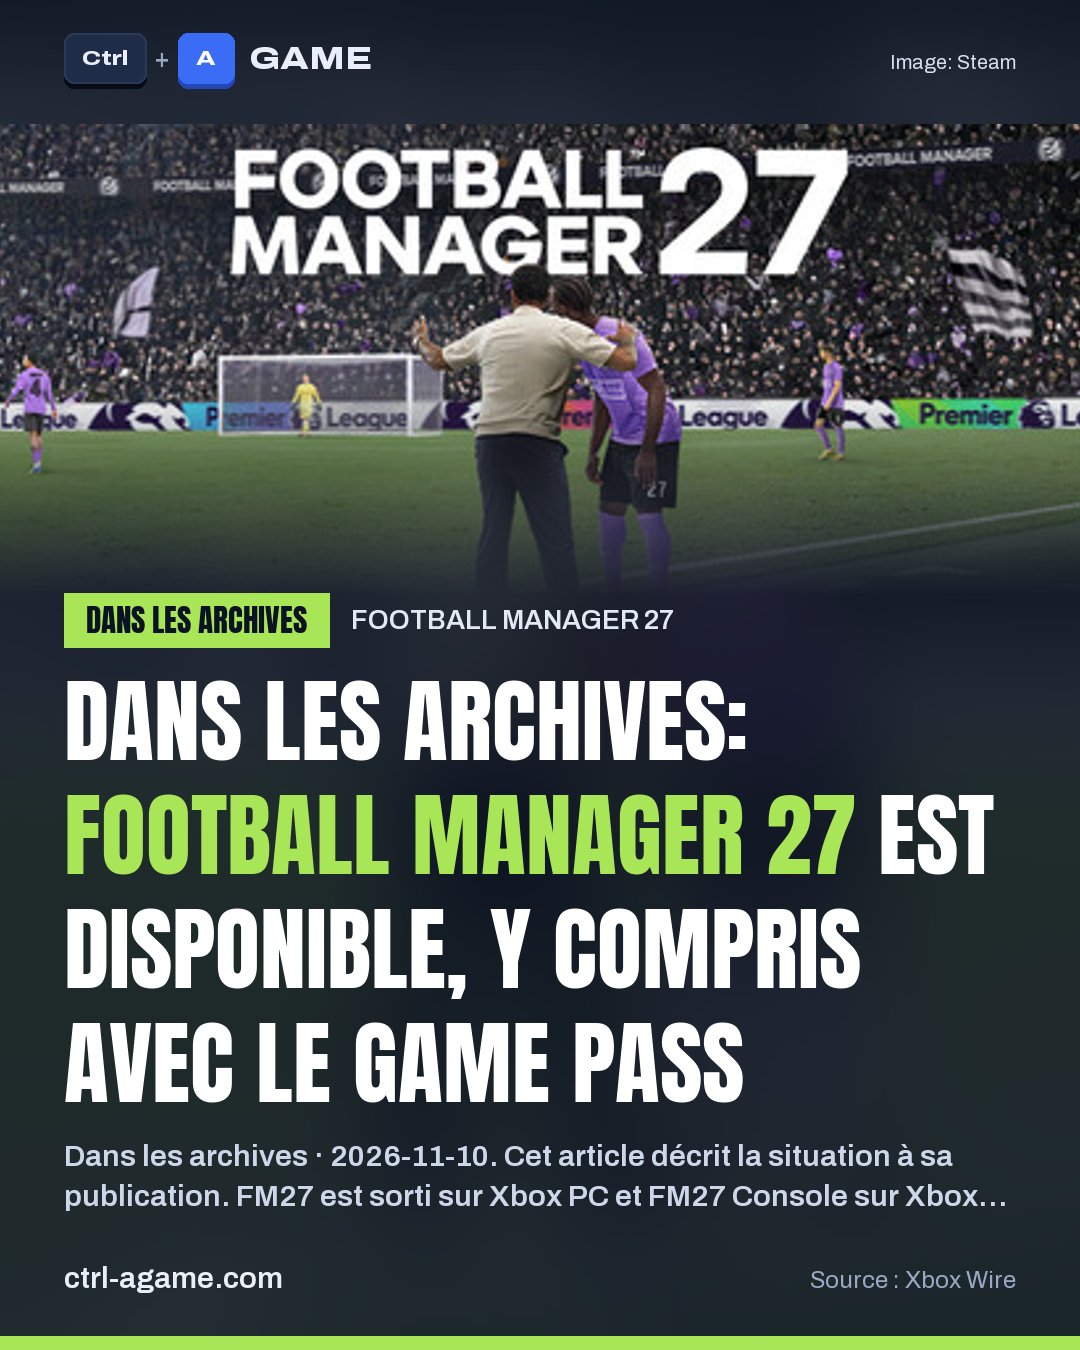 Ctrl + A GAME
Image: Steam
FOOTBALL MANAGER
FOOTBALL
MANAGER 27
Premier League
League
Premier
27
DANS LES ARCHIVES
FOOTBALL MANAGER 27
DANS LES ARCHIVES:
FOOTBALL MANAGER 27 EST
DISPONIBLE, Y COMPRIS
AVEC LE GAME PASS
Dans les archives · 2026-11-10. Cet article décrit la situation à sa
publication. FM27 est sorti sur Xbox PC et FM27 Console sur Xbox...
ctrl-agame.com
Source : Xbox Wire